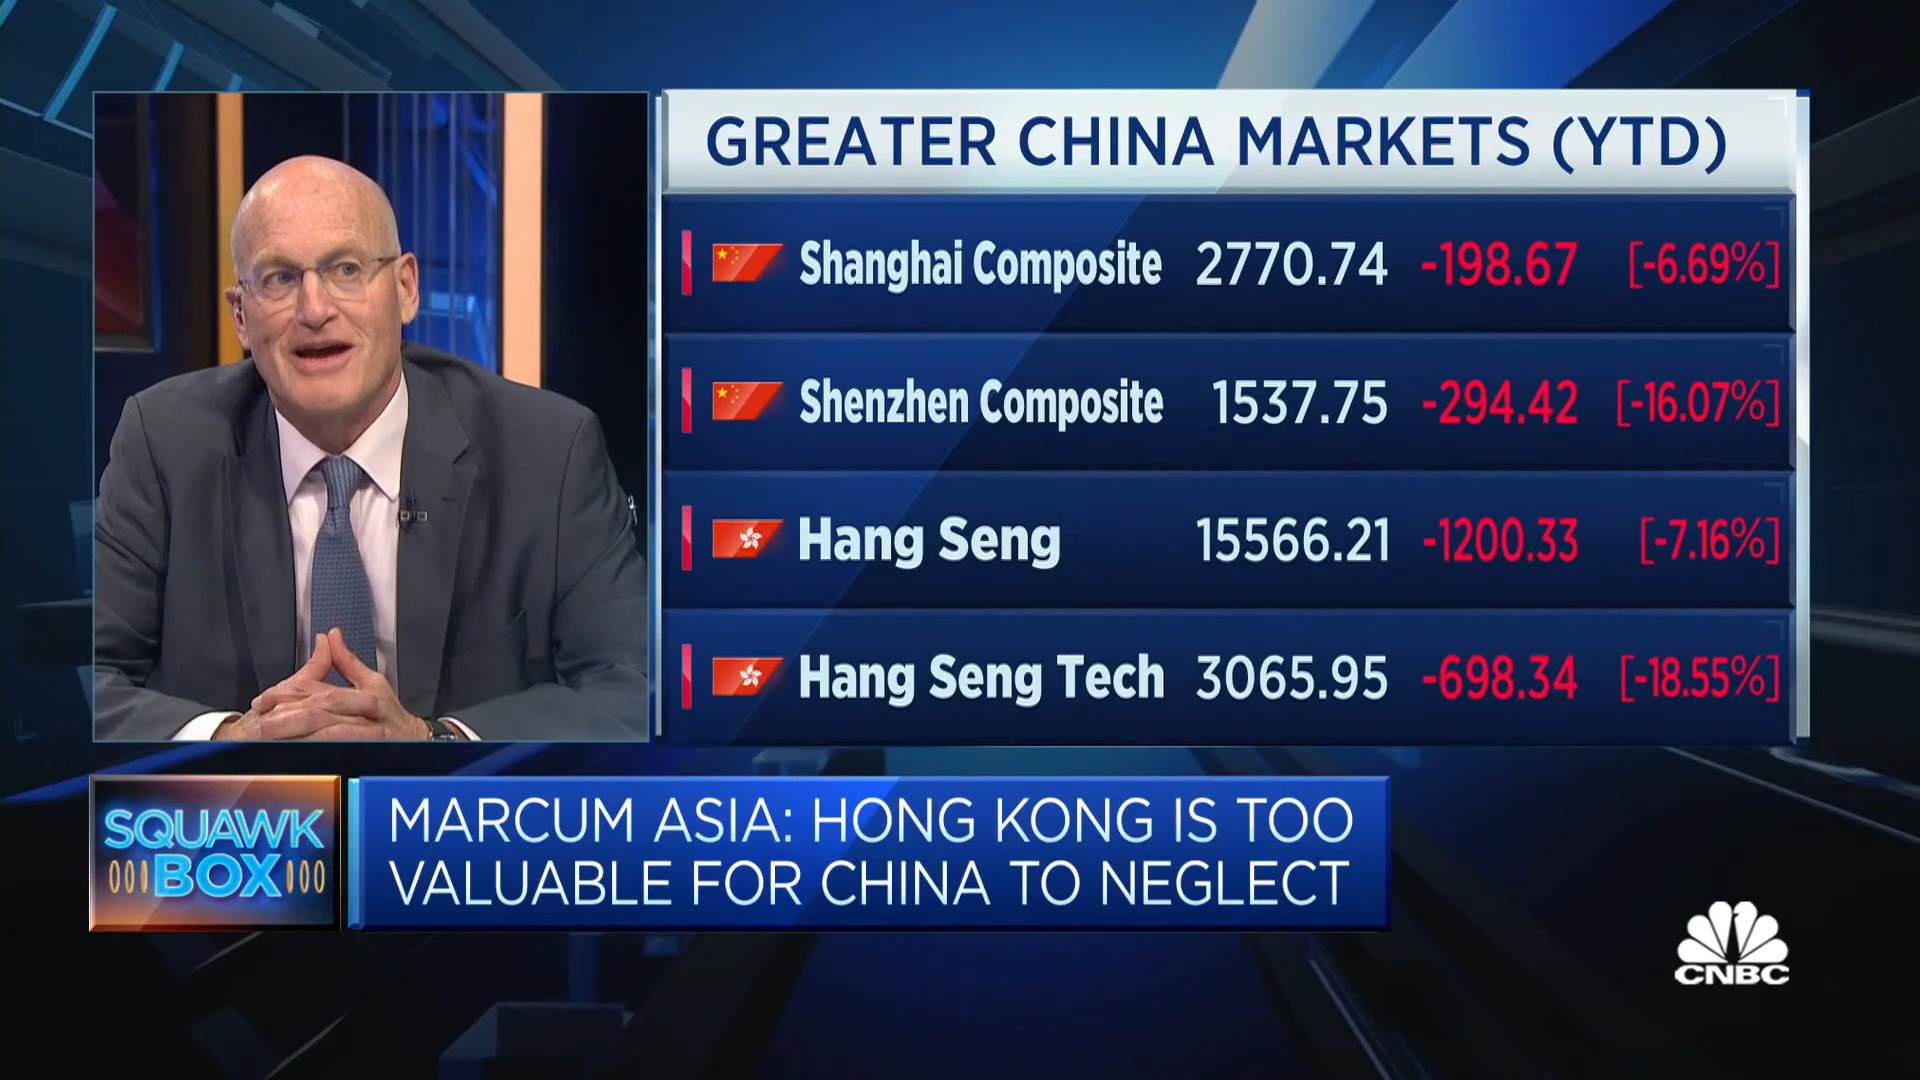 GREATER CHINA MARKETS (YTD)
Shanghai Composite 2770.74 -198.67 [-6.69%]
Shenzhen Composite 1537.75 -294.42 [-16.07%]
Hang Seng 15566.21 -1200.33 [-7.16%]
Hang Seng Tech 3065.95 -698.34 [-18.55%]
SQUAWK
BOX
MARCUM ASIA: HONG KONG IS TOO
VALUABLE FOR CHINA TO NEGLECT
CNBC